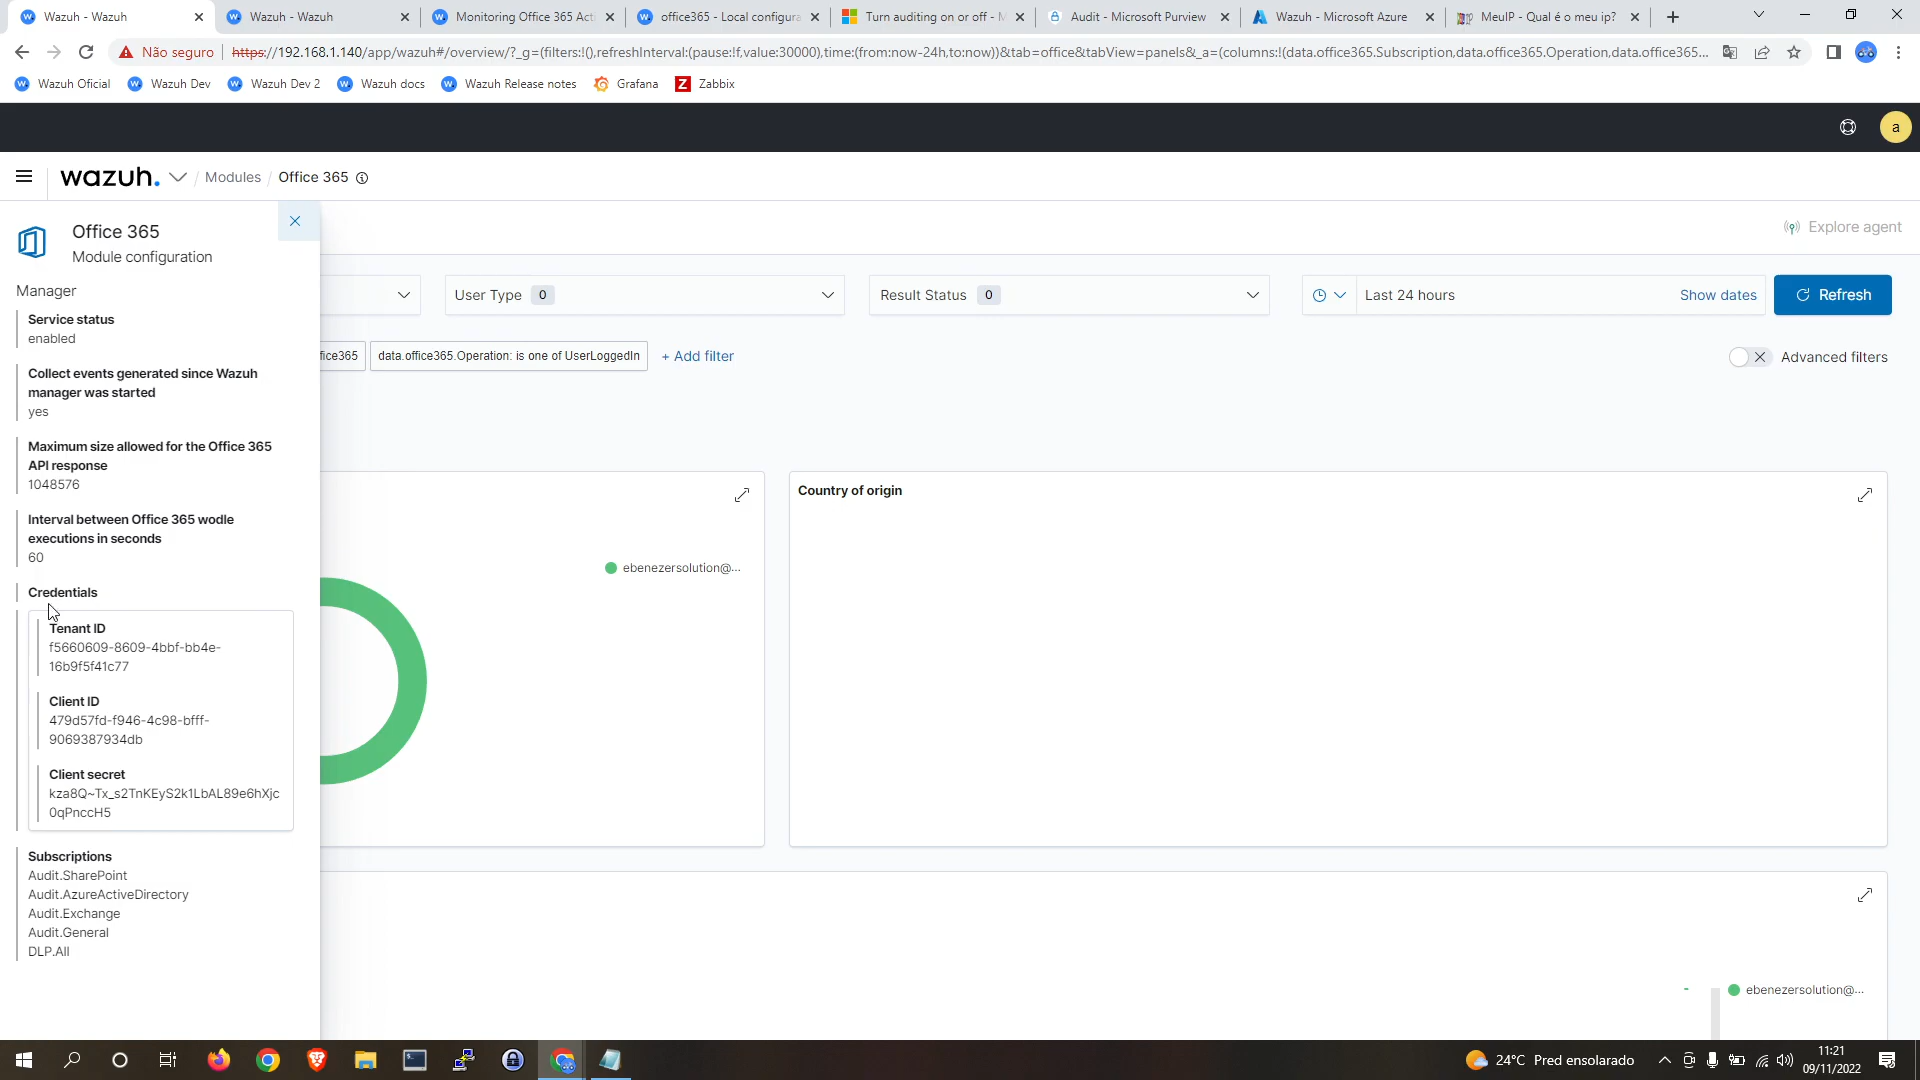 Wazuh - Wazuh
Wazuh - Wazuh
Monitoring Office 365 Acti
office365 - Local configura
Turn auditing on or off - M
Audit - Microsoft Purview
Wazuh - Microsoft Azure
MeuIP - Qual é o meu ip?
Não seguro
https://192.168.1.140/app/wazuh#/overview/?_g=(filters:!(),refreshInterval:(pause:!f,value:30000),time:(from:now-24h,to:now))&tab=office&tabView=panels&_a=(columns:!(data.office365.Subscription,data.office365.Operation,data.office365...
Wazuh Oficial
Wazuh Dev
Wazuh Dev 2
Wazuh docs
Wazuh Release notes
Grafana
Z Zabbix
a
wazuh.
/ Modules / Office 365
Office 365
Module configuration
Explore agent
Manager
Service status
enabled
Collect events generated since Wazuh
manager was started
yes
Maximum size allowed for the Office 365
API response
1048576
Interval between Office 365 wodle
executions in seconds
60
Credentials
Tenant ID
f5660609-8609-4bbf-bb4e-
16b9f5f41c77
Client ID
479d57fd-f946-4c98-bfff-
9069387934db
Client secret
kza8Q~Tx_s2TnKEyS2k1LbAL89e6hXjc
0qPnccH5
Subscriptions
Audit.SharePoint
Audit.AzureActiveDirectory
Audit.Exchange
Audit.General
DLP.All
User Type 0
Result Status 0
Last 24 hours
Show dates
Refresh
fice365
data.office365.Operation: is one of UserLoggedIn
+ Add filter
Advanced filters
ebenezersolution@...
Country of origin
ebenezersolution@...
24°C Pred ensolarado
11:21
09/11/2022